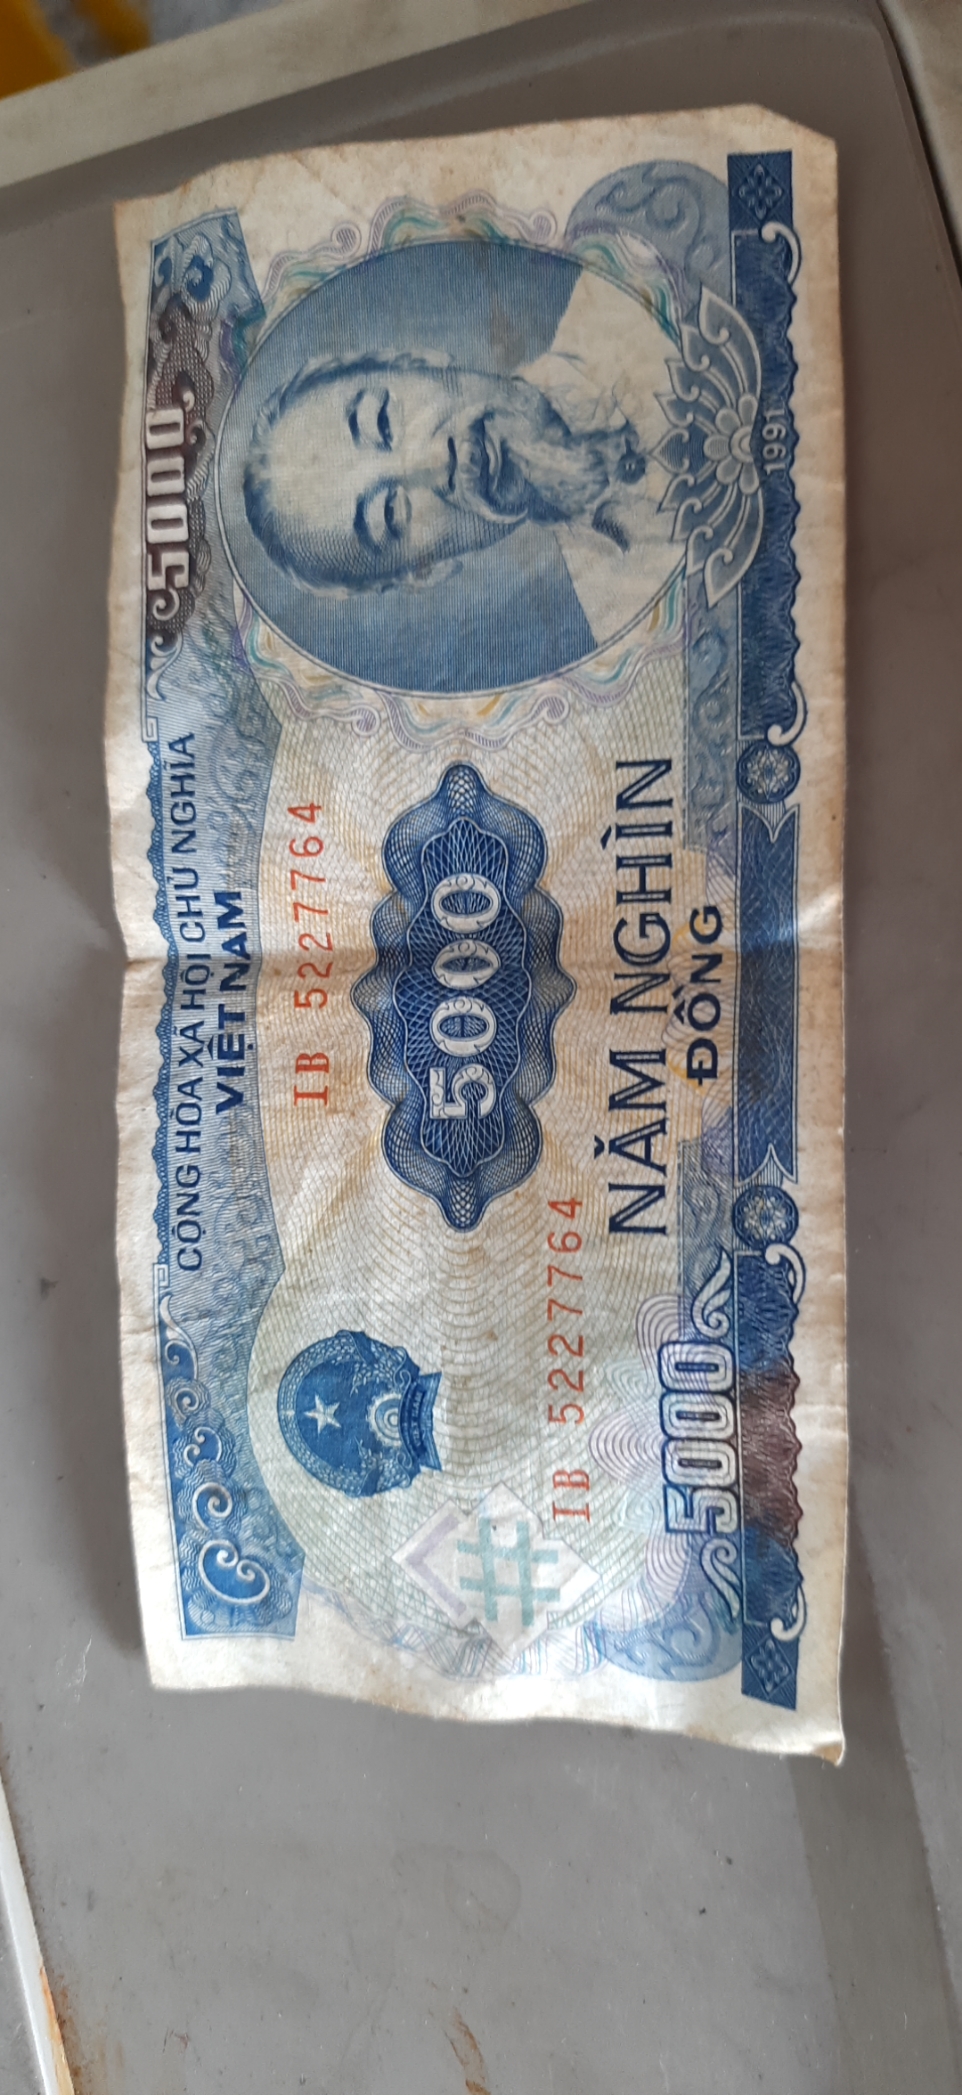 CỘNG HÒA XÃ HỘI CHỦ NGHĨA
VIỆT NAM
5000
IB 5227764
5000
IB 5227764
NĂM NGHÌN
ĐỒNG
5000
1991